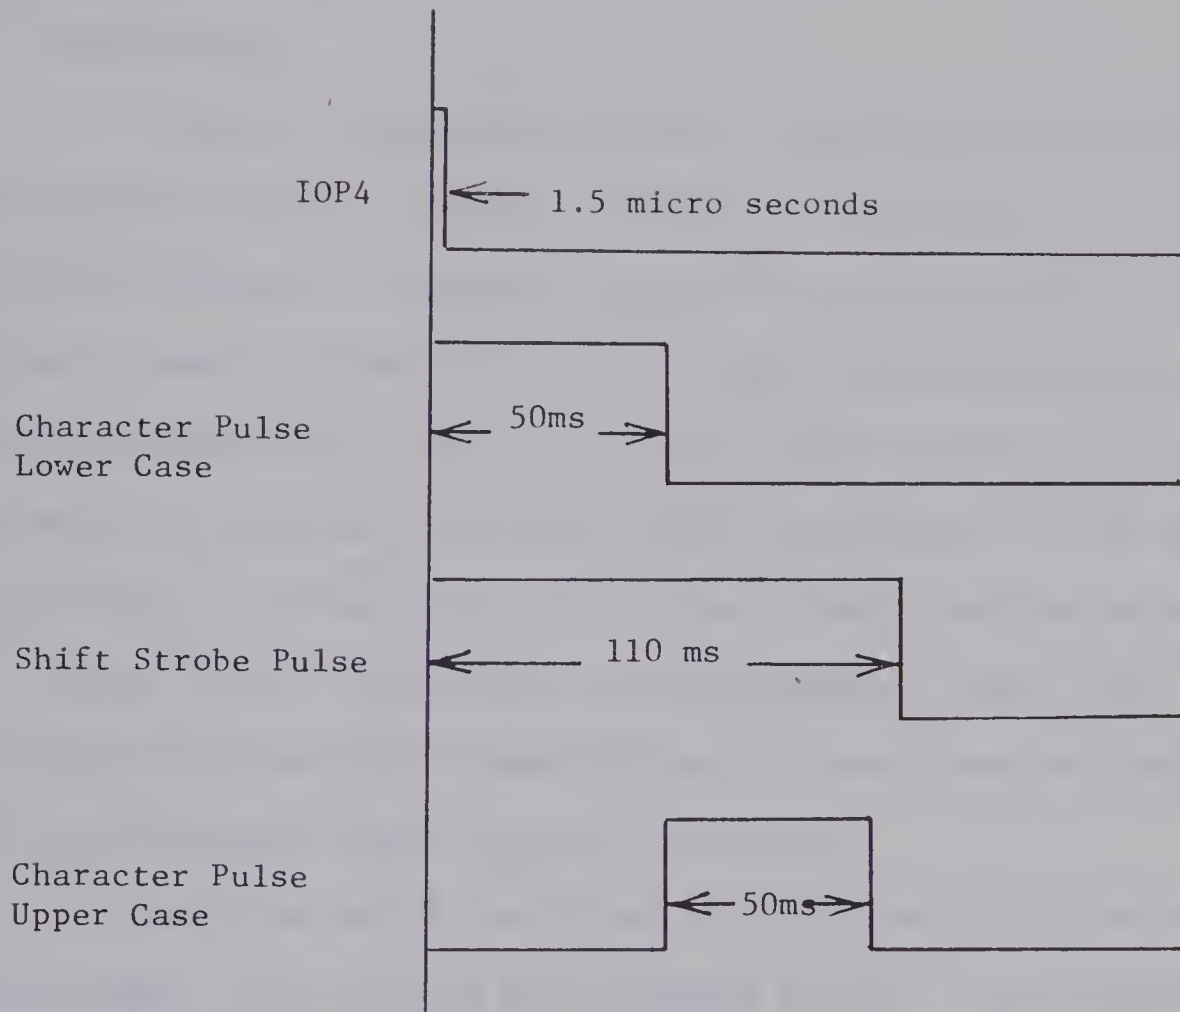 IOP4
1.5 micro seconds
50ms
Character Pulse
Lower Case
110 ms
Shift Strobe Pulse
Character Pulse
Upper Case
50ms